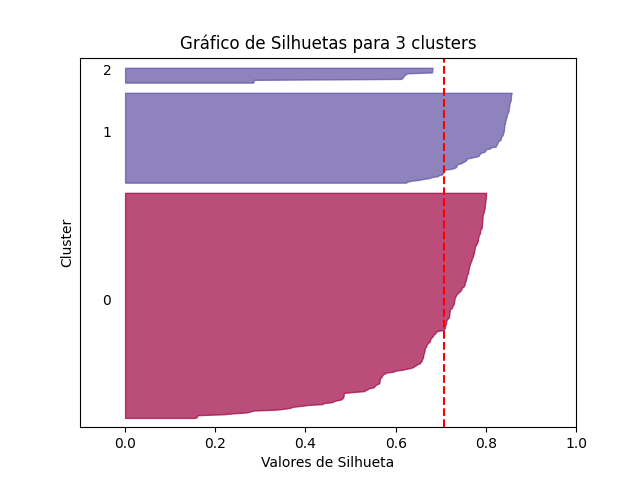 Gráfico de Silhuetas para 3 clusters
2
1
0
Cluster
0.0 0.2 0.4 0.6 0.8 1.0
Valores de Silhueta